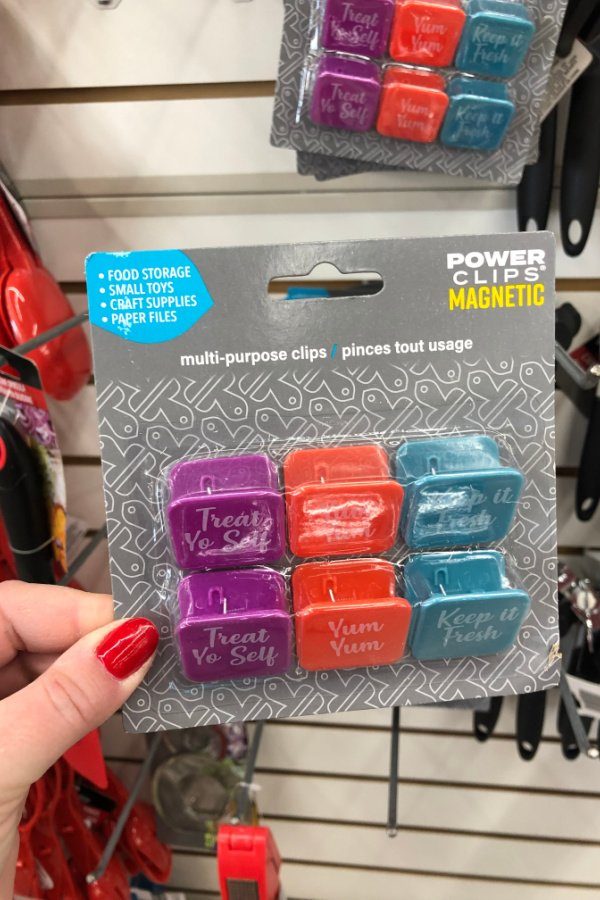 Treat
Yo Self
Yum
Yum
Keep it
Fresh
Treat
Yo Self
Yum
Yum
Keep it
Fresh
• FOOD STORAGE
• SMALL TOYS
• CRAFT SUPPLIES
• PAPER FILES
POWER
CLIPS®
MAGNETIC
multi-purpose clips / pinces tout usage
Treat
Yo Self
Yum
Yum
Keep it
Fresh
Treat
Yo Self
Yum
Yum
Keep it
Fresh